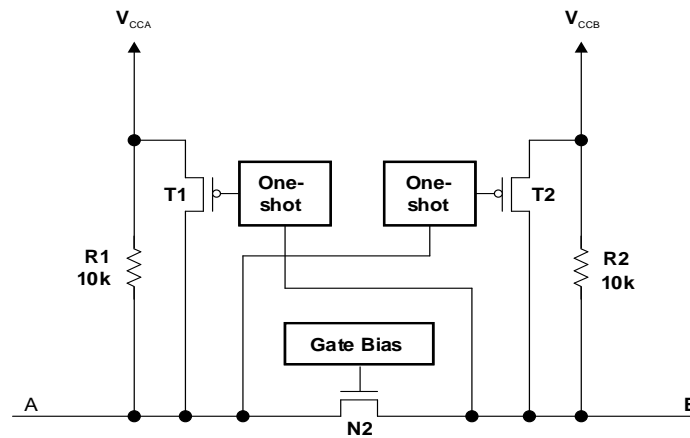 VCCA
VCCB
One-
shot
One-
shot
T1
T2
R1
10k
R2
10k
Gate Bias
A
B
N2